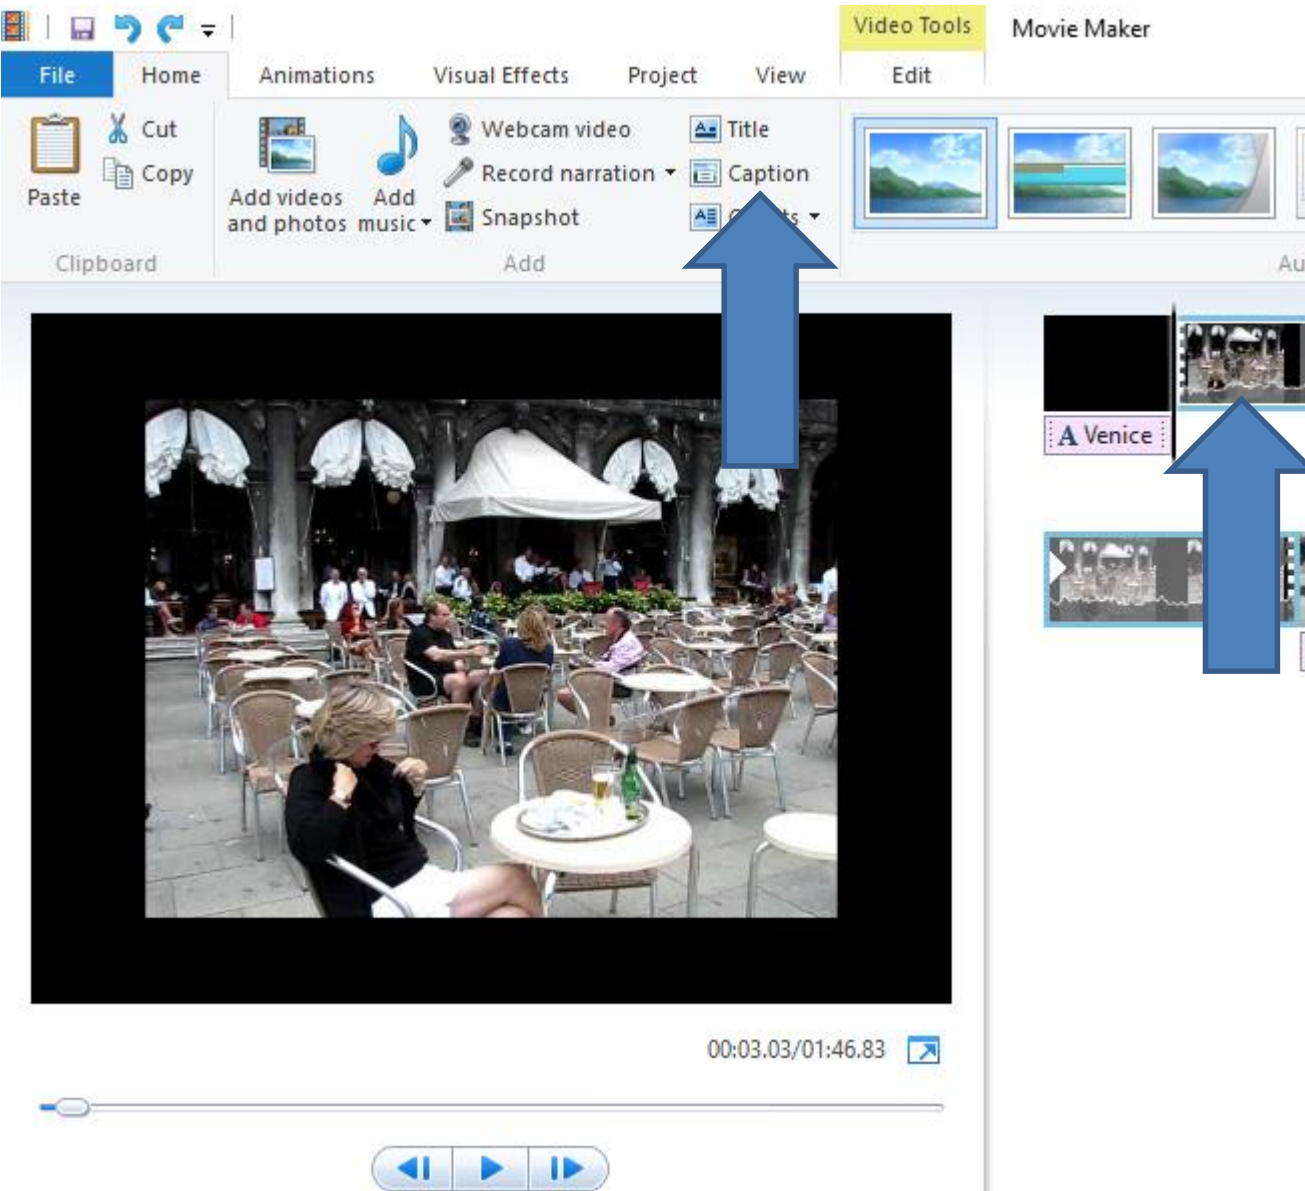 Video Tools Movie Maker
File Home Animations Visual Effects Project View Edit
Cut Webcam video Title
Copy Record narration Caption
Paste Add videos and photos Add music Snapshot
Clipboard Add
A Venice
00:03.03/01:46.83